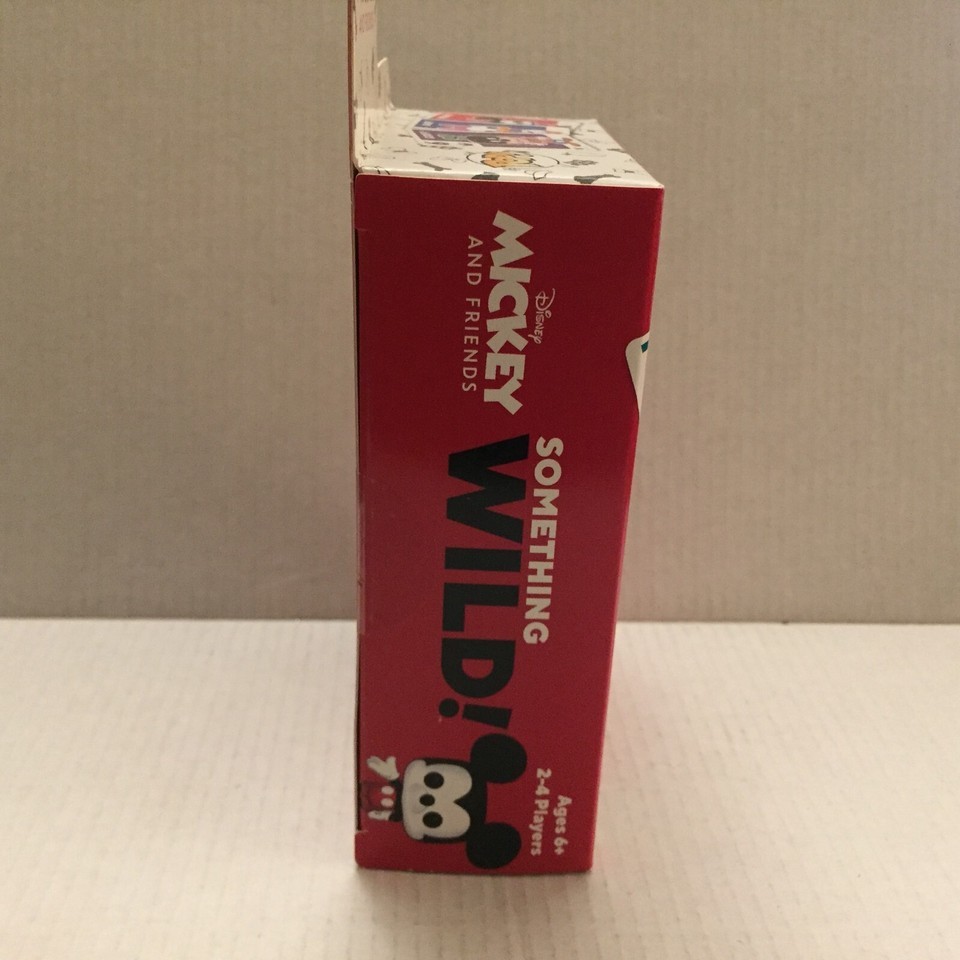 Disney
MICKEY
AND FRIENDS
SOMETHING
WILD!
Ages 6+
2-4 Players